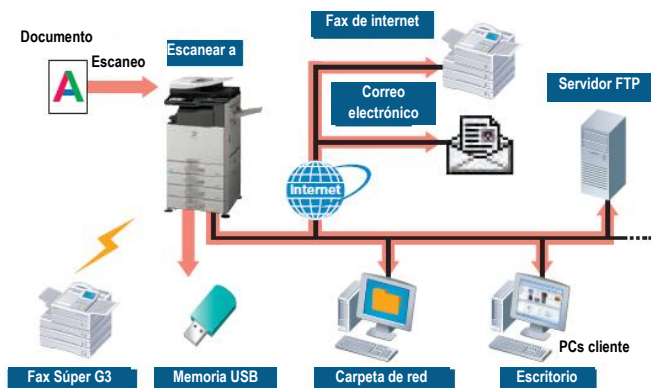 Fax de internet
Documento
Escanear a
Escaneo
Servidor FTP
Correo
electrónico
A
Internet
PCs cliente
Fax Súper G3
Memoria USB
Carpeta de red
Escritorio